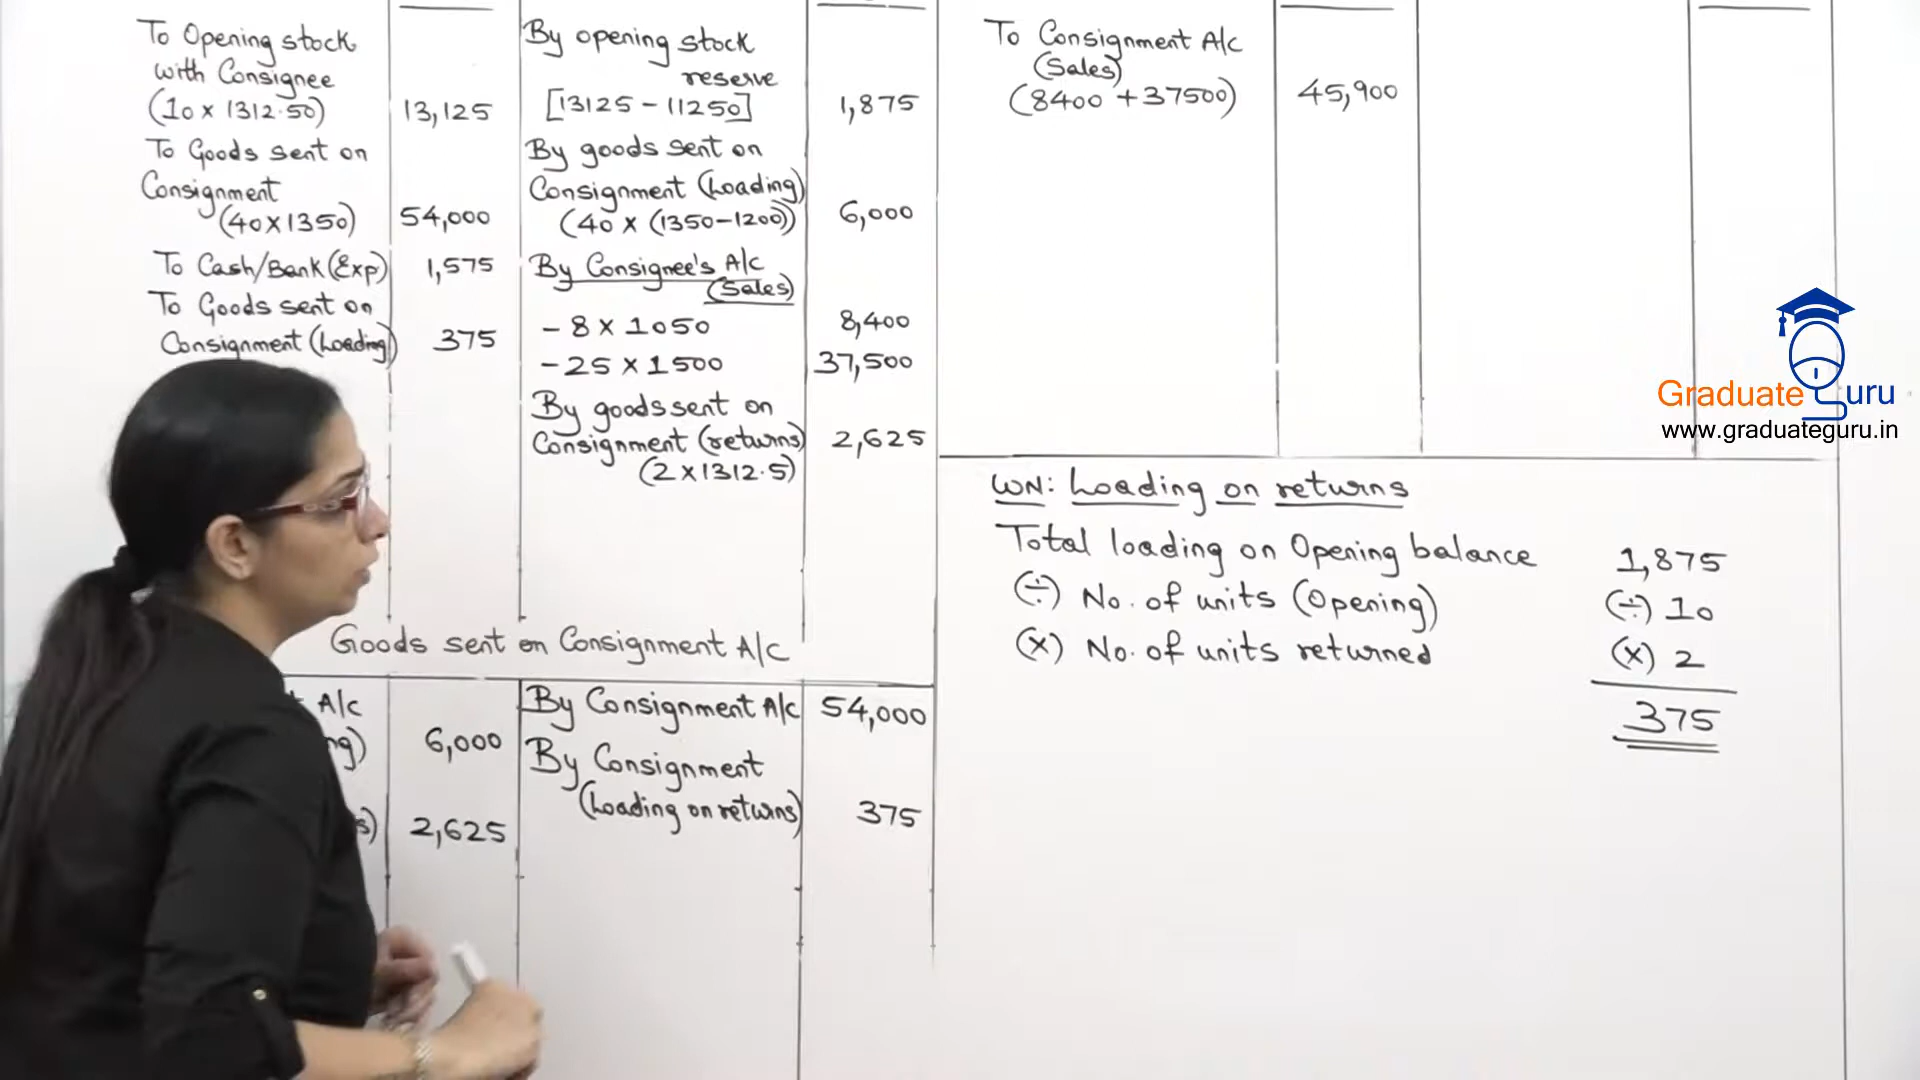 To Opening stock
with Consignee
(10 x 1312.50) 13,125
To Goods sent on
Consignment
(40x1350) 54,000
To Cash/Bank (Exp) 1,575
To Goods sent on
Consignment (Loading) 375
By opening stock
reserve
[13125 - 11250] 1,875
By goods sent on
Consignment (Loading)
(40 x (1350-1200)) 6,000
By Consignee's A/c
(Sales)
- 8 x 1050 8,400
- 25 x 1500 37,500
By goods sent on
Consignment (returns) 2,625
(2 x 1312.5)
To Consignment A/c
(Sales)
(8400 + 37500) 45,900
Graduate Guru
www.graduateguru.in
WN: Loading on returns
Total loading on Opening balance 1,875
(÷) No. of units (Opening) (÷) 10
(x) No. of units returned (x) 2
375
Goods sent on Consignment A/c
A/c
6,000
2,625
By Consignment A/c 54,000
By Consignment
(Loading on returns) 375